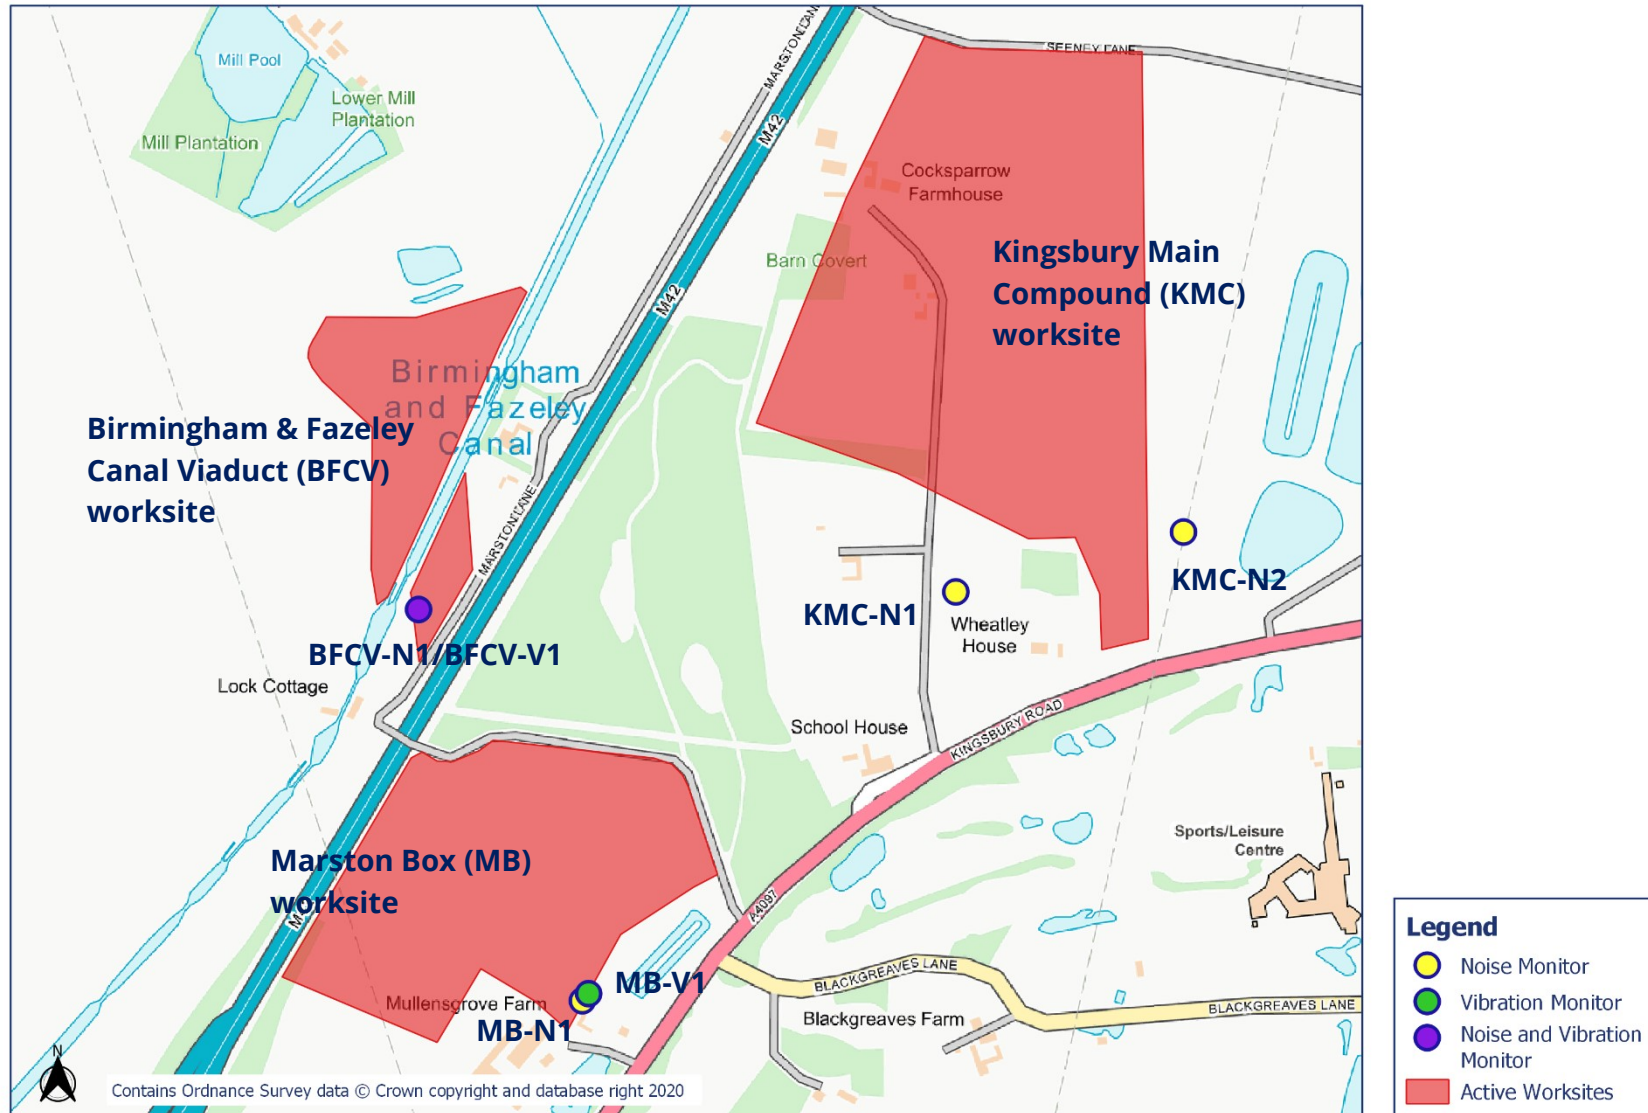 MARSTON LANE
SEENEY LANE
Mill Pool
Lower Mill
Plantation
Mill Plantation
M42
Cocksparrow
Farmhouse
Barn Covert
Kingsbury Main
Compound (KMC)
worksite
M42
Birmingham
and Fazeley
Canal
Birmingham & Fazeley
Canal Viaduct (BFCV)
worksite
MARSTON LANE
KMC-N2
KMC-N1
Wheatley
House
BFCV-N1/BFCV-V1
Lock Cottage
School House
KINGSBURY ROAD
Sports/Leisure
Centre
Marston Box (MB)
worksite
A4097
BLACKGREAVES LANE
BLACKGREAVES LANE
MB-V1
Mullensgrove Farm
MB-N1
Blackgreaves Farm
N
Contains Ordnance Survey data © Crown copyright and database right 2020
Legend
Noise Monitor
Vibration Monitor
Noise and Vibration
Monitor
Active Worksites